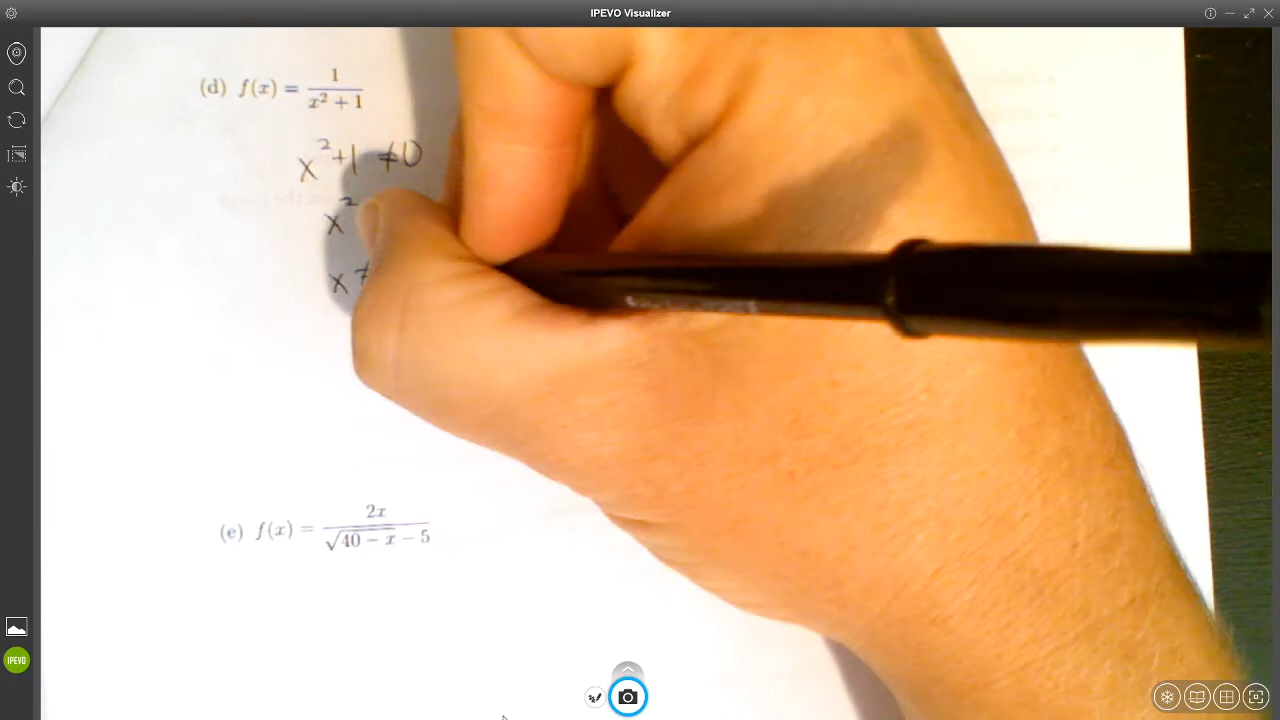 IPEVO Visualizer
(d) f(x) = 1/(x² + 1)
x²+1 ≠0
x²
x ≠
(e) f(x) = 2x/(√(40 − x) − 5)
IPEVO